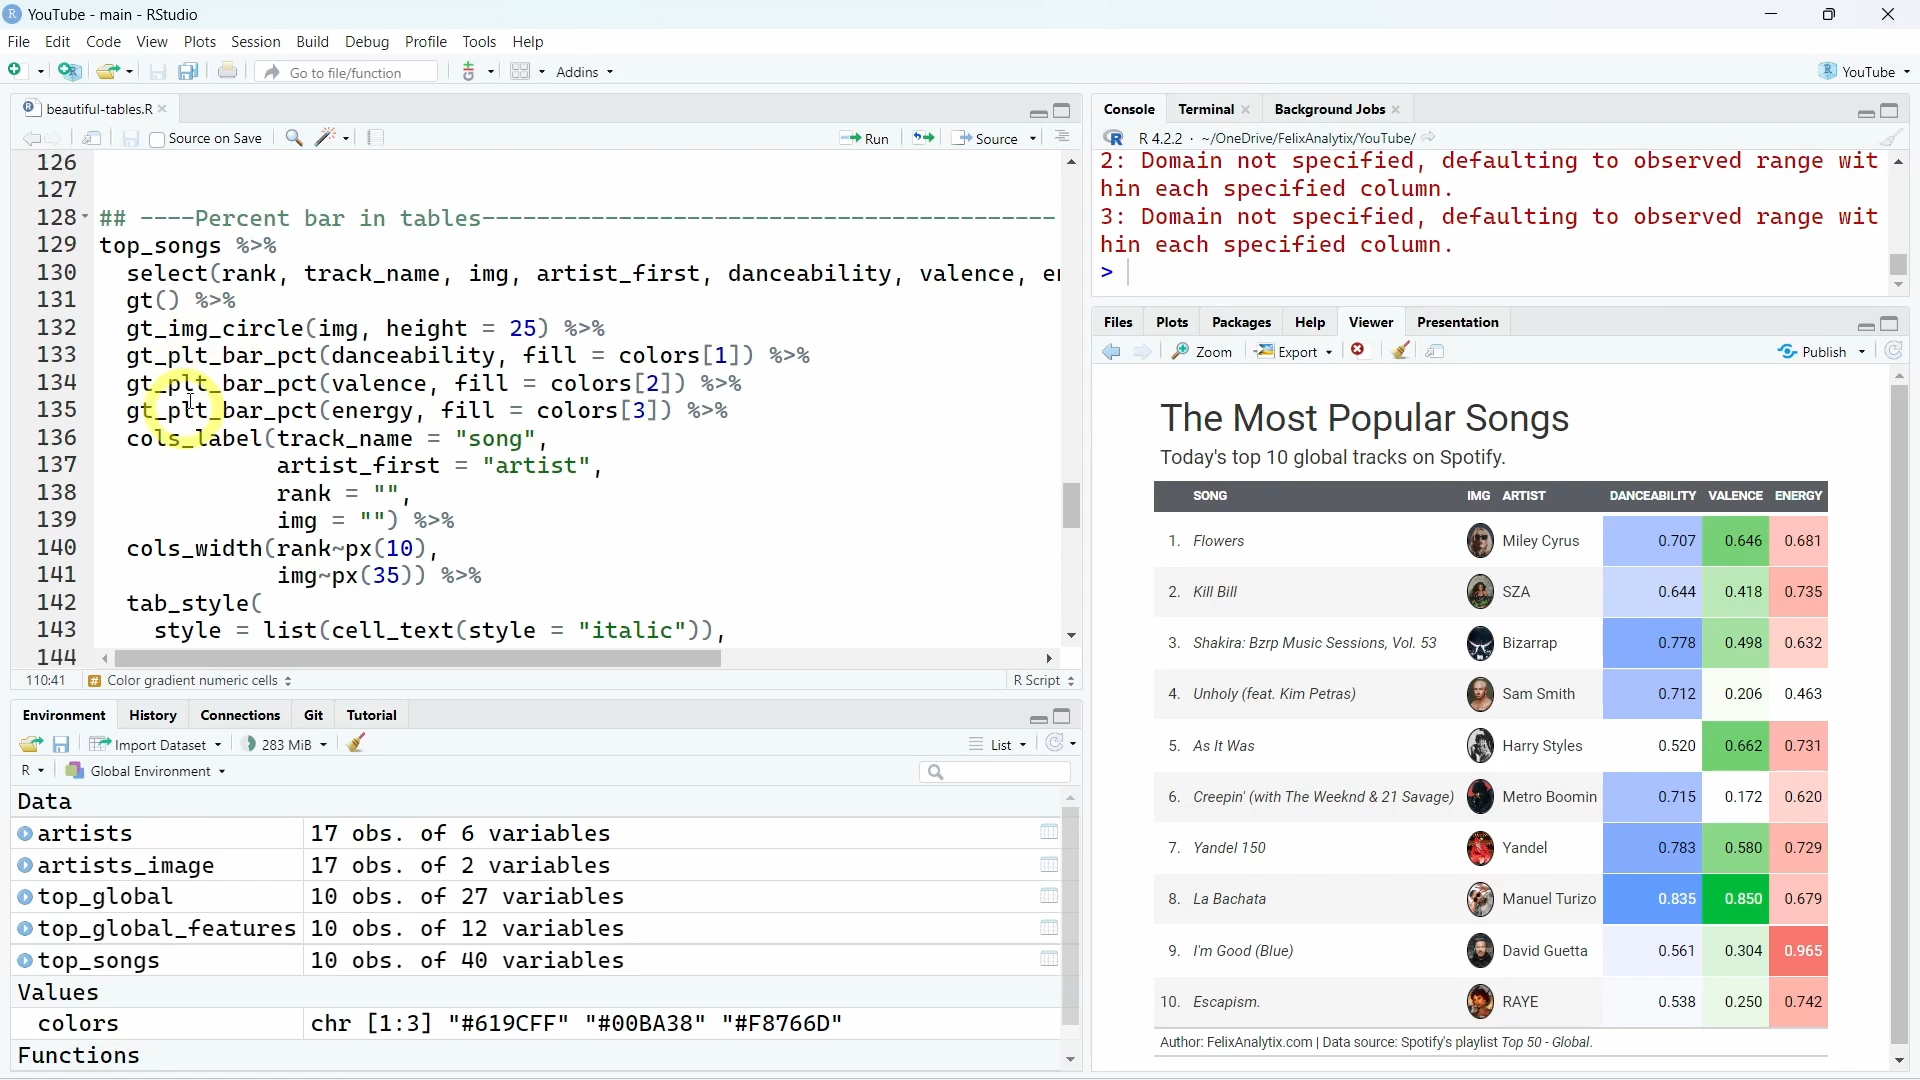 YouTube - main - RStudio
File Edit Code View Plots Session Build Debug Profile Tools Help
Go to file/function Addins YouTube
beautiful-tables.R
Source on Save Run Source
126
127
128 ## ----Percent bar in tables------------------------------------------
129 top_songs %>%
130 select(rank, track_name, img, artist_first, danceability, valence, er
131 gt() %>%
132 gt_img_circle(img, height = 25) %>%
133 gt_plt_bar_pct(danceability, fill = colors[1]) %>%
134 gt_plt_bar_pct(valence, fill = colors[2]) %>%
135 gt_plt_bar_pct(energy, fill = colors[3]) %>%
136 cols_label(track_name = "song",
137 artist_first = "artist",
138 rank = "",
139 img = "") %>%
140 cols_width(rank~px(10),
141 img~px(35)) %>%
142 tab_style(
143 style = list(cell_text(style = "italic")),
144
110:41 Color gradient numeric cells R Script
Environment History Connections Git Tutorial
Import Dataset 283 MiB List
R Global Environment
Data
artists 17 obs. of 6 variables
artists_image 17 obs. of 2 variables
top_global 10 obs. of 27 variables
top_global_features 10 obs. of 12 variables
top_songs 10 obs. of 40 variables
Values
colors chr [1:3] "#619CFF" "#00BA38" "#F8766D"
Functions
Console Terminal Background Jobs
R 4.2.2 · ~/OneDrive/FelixAnalytix/YouTube/
2: Domain not specified, defaulting to observed range wit
hin each specified column.
3: Domain not specified, defaulting to observed range wit
hin each specified column.
>
Files Plots Packages Help Viewer Presentation
Zoom Export Publish
The Most Popular Songs
Today's top 10 global tracks on Spotify.
SONG IMG ARTIST DANCEABILITY VALENCE ENERGY
1. Flowers Miley Cyrus 0.707 0.646 0.681
2. Kill Bill SZA 0.644 0.418 0.735
3. Shakira: Bzrp Music Sessions, Vol. 53 Bizarrap 0.778 0.498 0.632
4. Unholy (feat. Kim Petras) Sam Smith 0.712 0.206 0.463
5. As It Was Harry Styles 0.520 0.662 0.731
6. Creepin' (with The Weeknd & 21 Savage) Metro Boomin 0.715 0.172 0.620
7. Yandel 150 Yandel 0.783 0.580 0.729
8. La Bachata Manuel Turizo 0.835 0.850 0.679
9. I'm Good (Blue) David Guetta 0.561 0.304 0.965
10. Escapism. RAYE 0.538 0.250 0.742
Author: FelixAnalytix.com | Data source: Spotify's playlist Top 50 - Global.